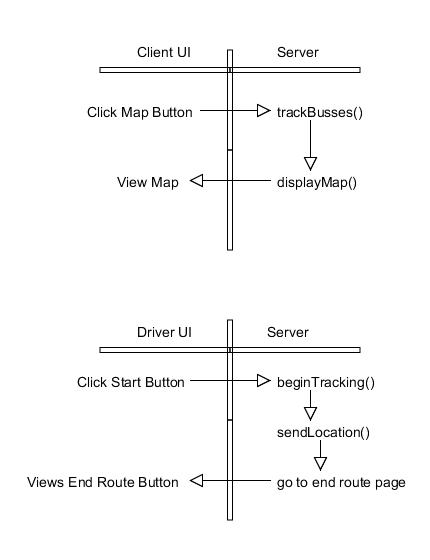 Client UI Server
Click Map Button trackBusses()
View Map displayMap()
Driver UI Server
Click Start Button beginTracking()
sendLocation()
Views End Route Button go to end route page